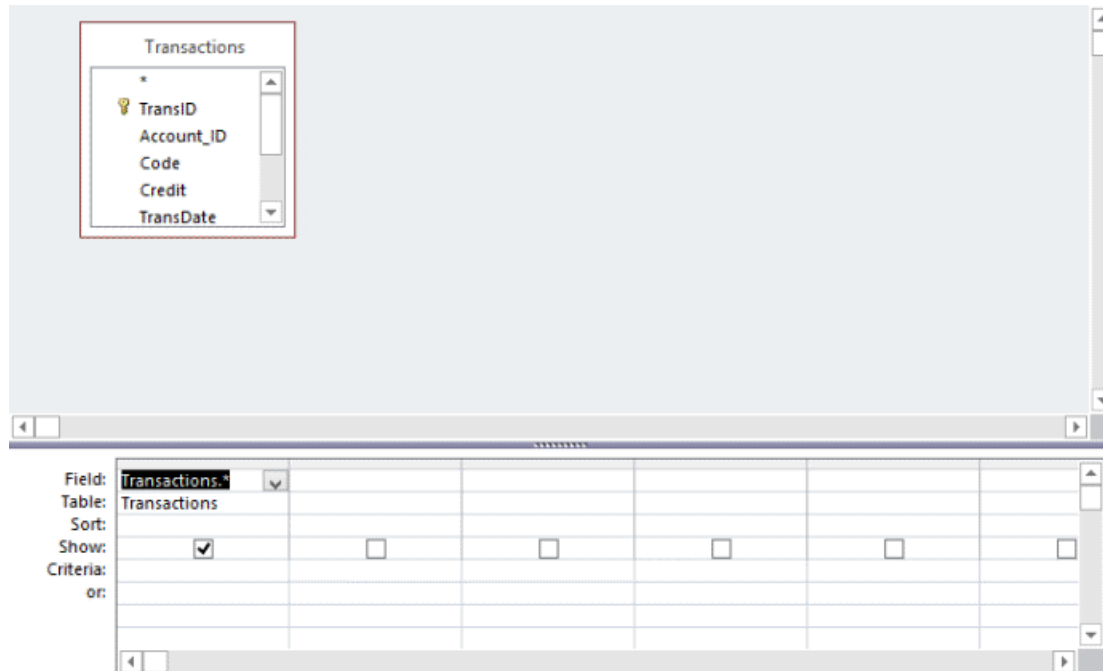 Transactions
*
TransID
Account_ID
Code
Credit
TransDate
Field: Transactions.*
Table: Transactions
Sort:
Show:
Criteria:
or: